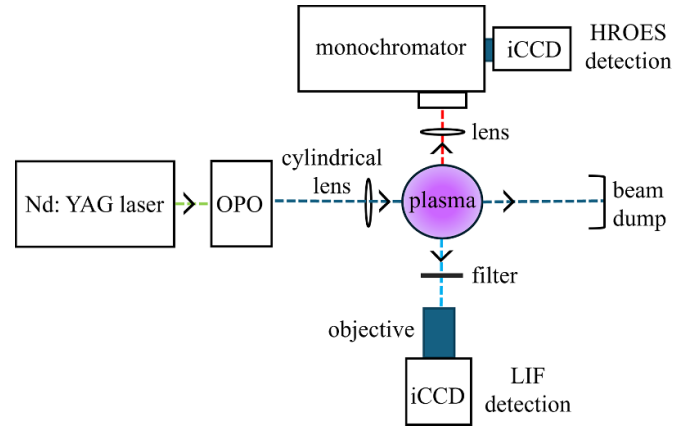 monochromator
iCCD
HROES
detection
lens
cylindrical
lens
Nd: YAG laser
OPO
plasma
beam
dump
filter
objective
iCCD
LIF
detection